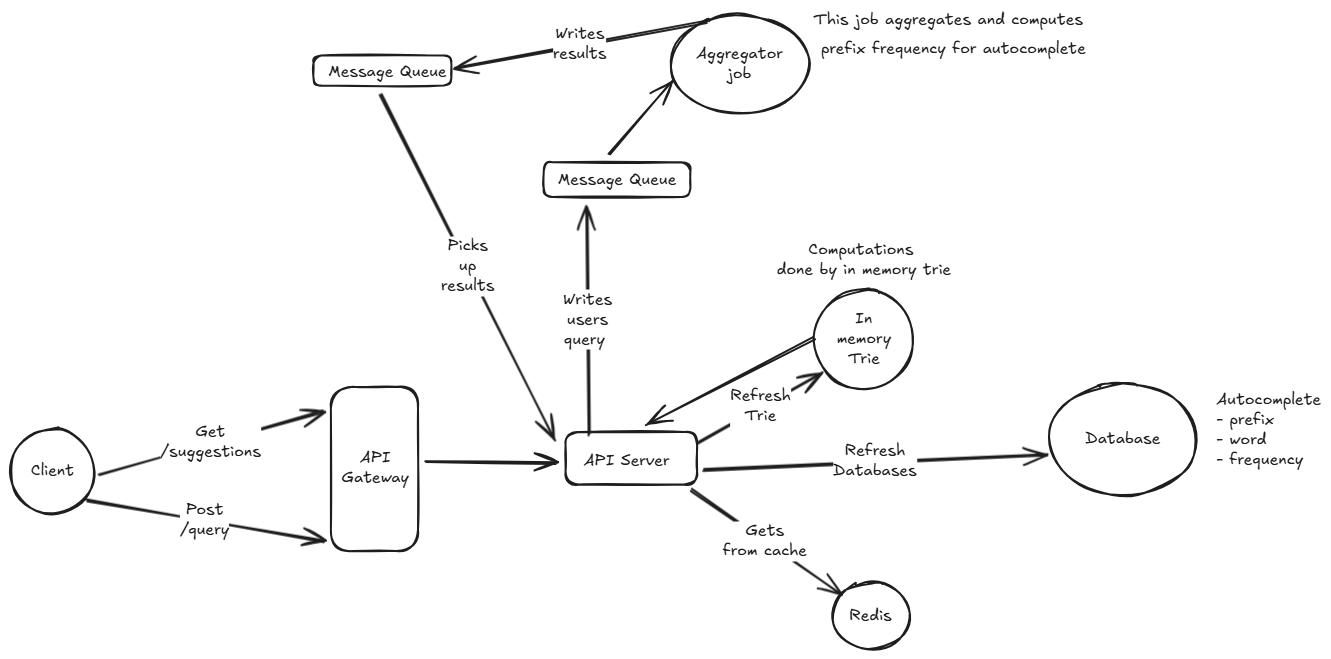 This job aggregates and computes
prefix frequency for autocomplete
Writes
results
Aggregator
job
Message Queue
Message Queue
Picks
up
results
Writes
users
query
Computations
done by in memory trie
In
memory
Trie
Refresh
Trie
Get
/suggestions
Client
Post
/query
API
Gateway
API Server
Refresh
Databases
Database
Autocomplete
- prefix
- word
- frequency
Gets
from cache
Redis